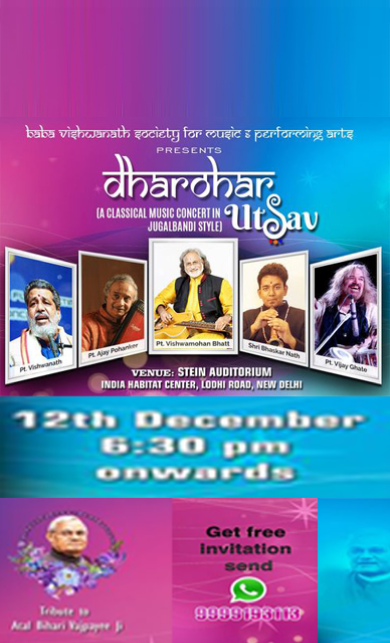 baba vishwanath society for music & performing arts
PRESENTS
dharohar
UtSav
(A CLASSICAL MUSIC CONCERT IN
JUGALBANDI STYLE)
Pt. Vishwanath
Pt. Ajay Pohanker
Pt. Vishwamohan Bhatt
Shri Bhaskar Nath
Pt. Vijay Ghate
VENUE: STEIN AUDITORIUM
INDIA HABITAT CENTER, LODHI ROAD, NEW DELHI
12th December
6:30 pm
onwards
Tribute to
Atal Bihari Vajpayee Ji
Get free
invitation
send